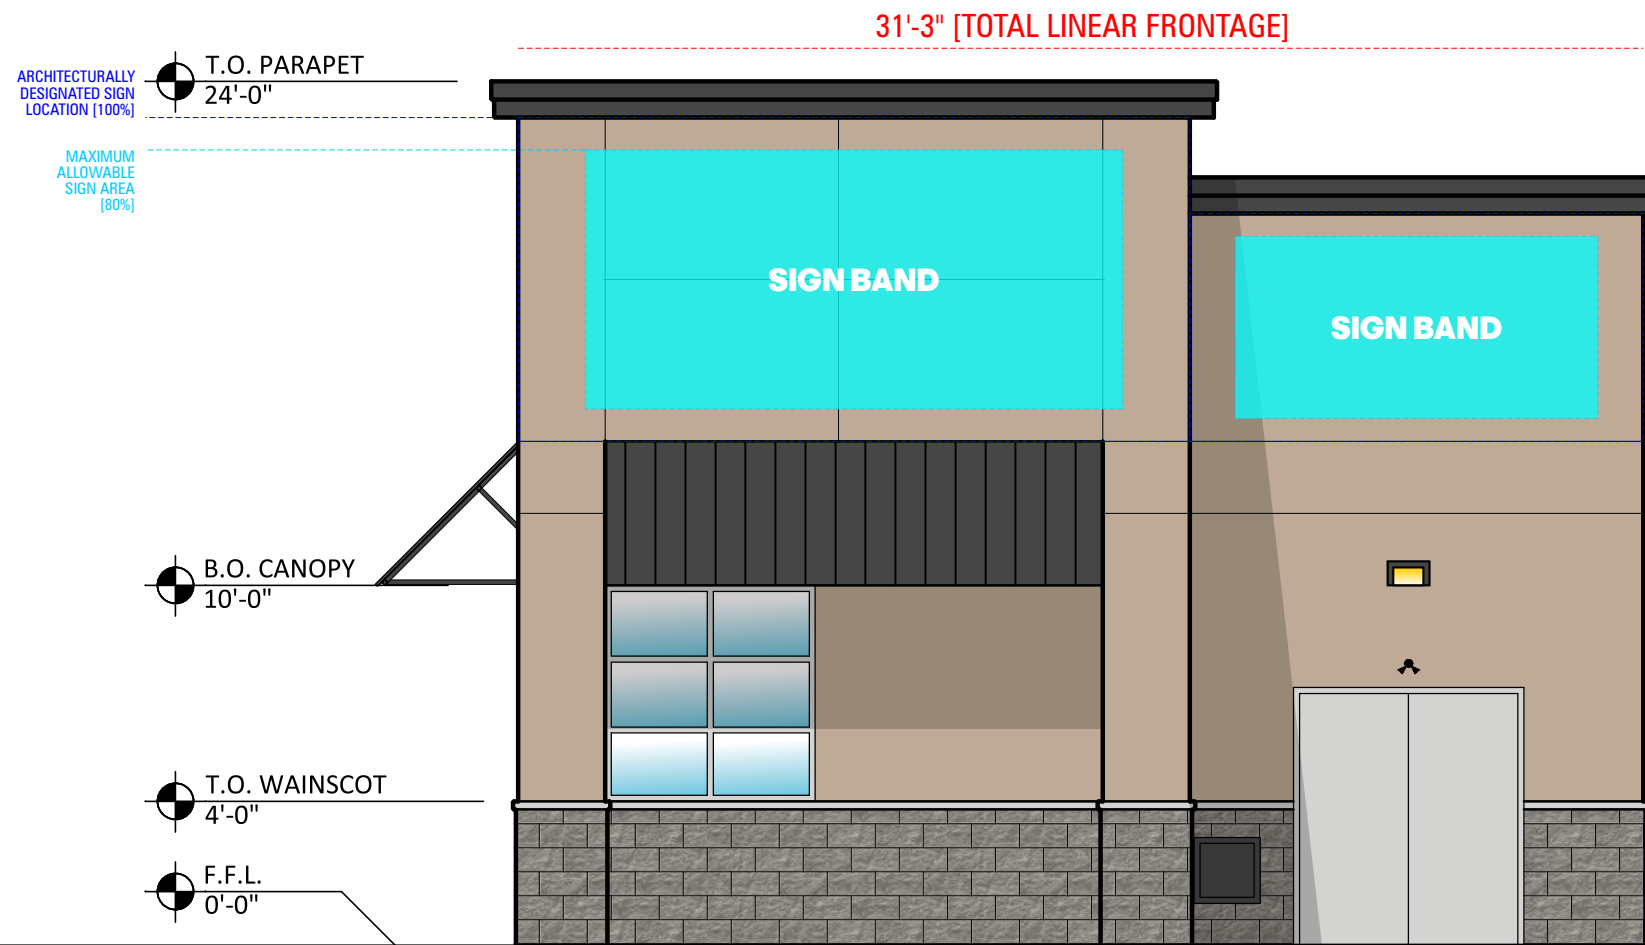 31'-3" [TOTAL LINEAR FRONTAGE]
T.O. PARAPET
24'-0"
ARCHITECTURALLY
DESIGNATED SIGN
LOCATION [100%]
MAXIMUM
ALLOWABLE
SIGN AREA
[80%]
SIGN BAND
SIGN BAND
B.O. CANOPY
10'-0"
T.O. WAINSCOT
4'-0"
F.F.L.
0'-0"